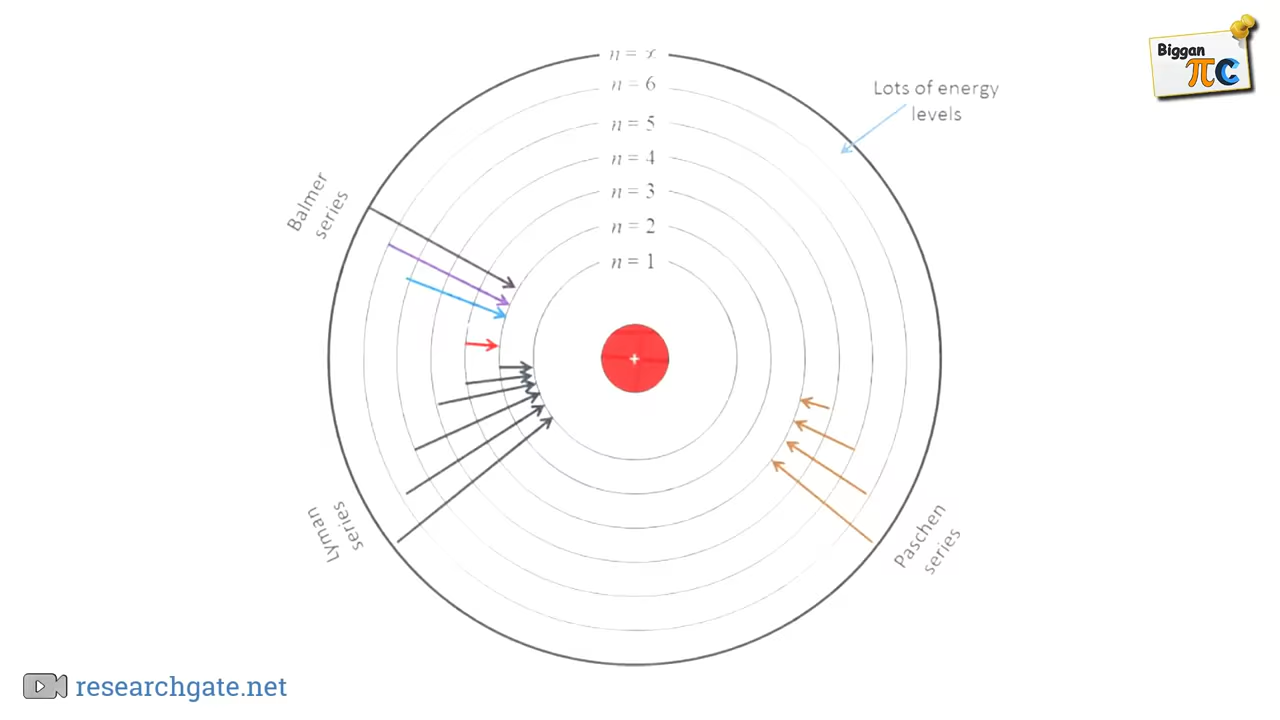 Biggan
πC
n =
n = 6
n = 5
n = 4
n = 3
n = 2
n = 1
Lots of energy
levels
Balmer
series
Lyman
series
Paschen
series
+
researchgate.net